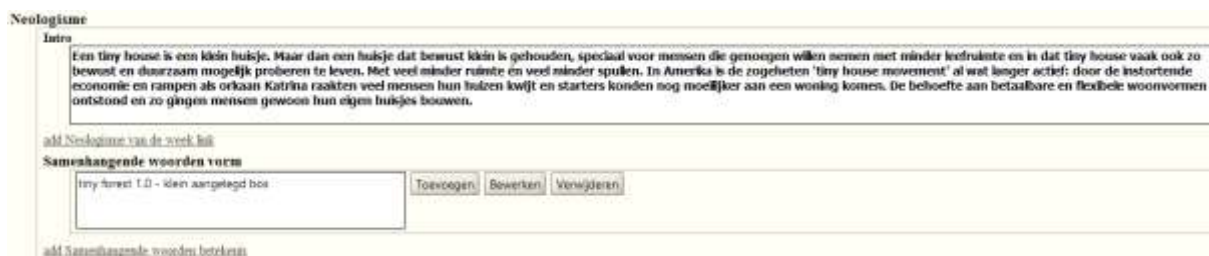 Neologisme
Intro
Een tiny house is een klein huisje. Maar dan een huisje dat bewust klein is gehouden, speciaal voor mensen die genoegen willen nemen met minder leefruimte en in dat tiny house vaak ook zo
bewust en duurzaam mogelijk proberen te leven. Met veel minder ruimte en veel minder spullen. In Amerika is de zogeheten 'tiny house movement' al wat langer actief: door de instortende
economie en rampen als orkaan Katrina raakten veel mensen hun huizen kwijt en starters konden nog moeilijker aan een woning komen. De behoefte aan betaalbare en flexibele woonvormen
ontstond en zo gingen mensen gewoon hun eigen huisjes bouwen.
add Neologisme van de week link
Samenhangende woorden vorm
tiny forest 1.0 - klein aangelegd bos
Toevoegen Bewerken Verwijderen
add Samenhangende woorden betekenis